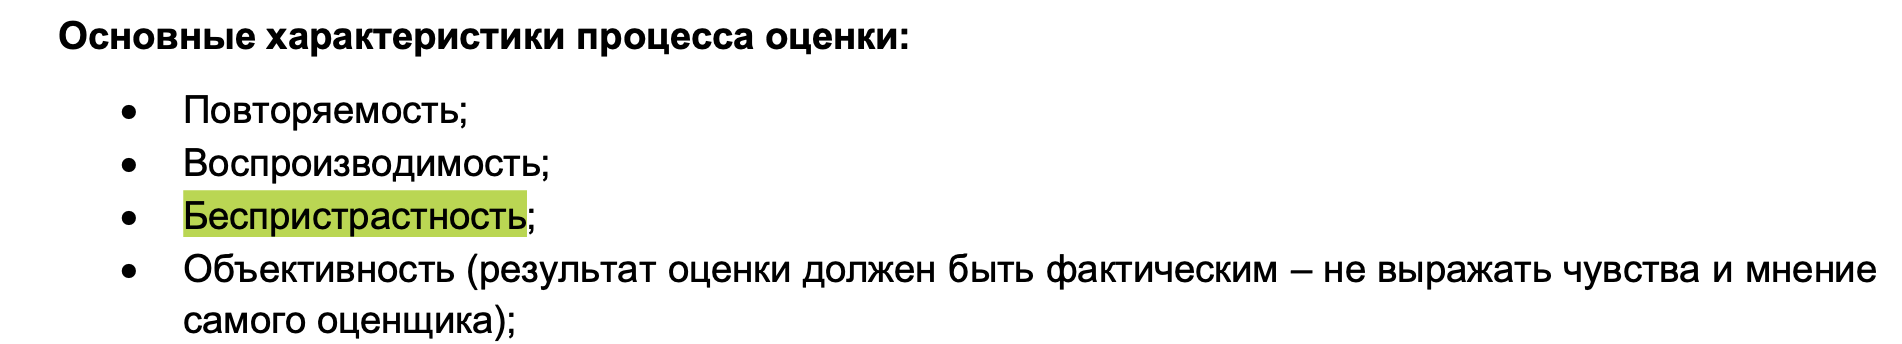 Основные характеристики процесса оценки:
• Повторяемость;
• Воспроизводимость;
• Беспристрастность;
• Объективность (результат оценки должен быть фактическим – не выражать чувства и мнение
самого оценщика);